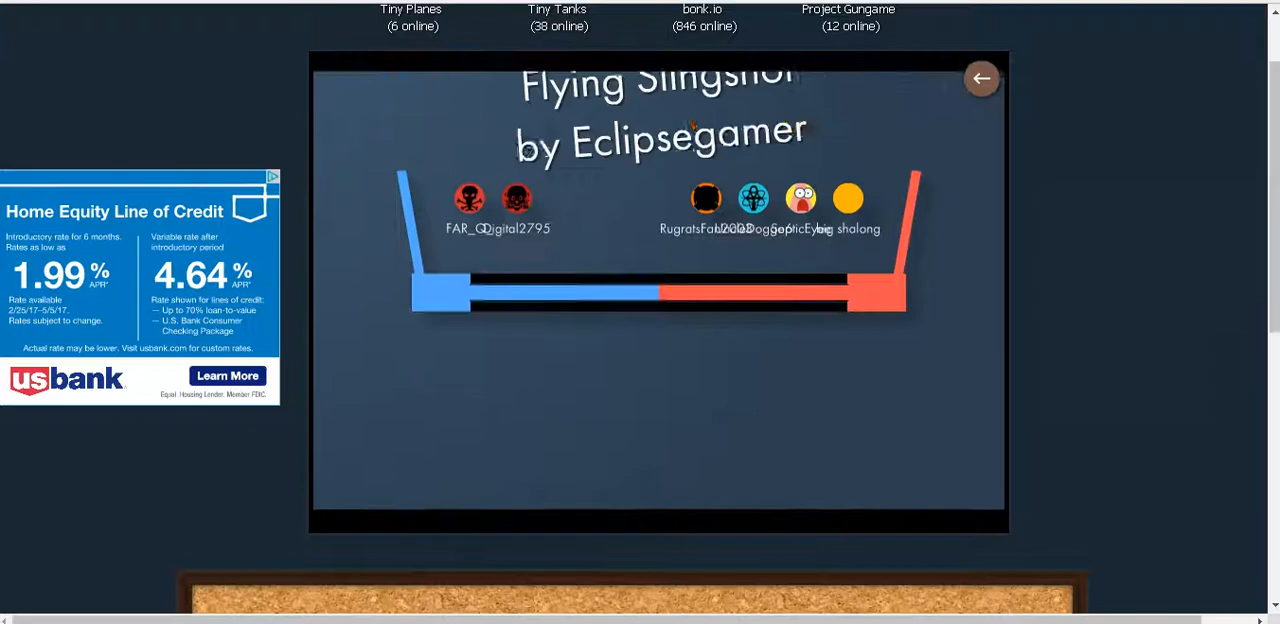 Tiny Planes
(6 online)
Tiny Tanks
(38 online)
bonk.io
(846 online)
Project Gungame
(12 online)
Flying Slingshot
by Eclipsegamer
FAR_ Digital2795
big shalong
Home Equity Line of Credit
Introductory rate for 6 months.
Rates as low as
1.99%
APR*
Rate available
2/25/17–5/5/17.
Rates subject to change.
Variable rate after
introductory period
4.64%
APR*
Rate shown for lines of credit:
— Up to 70% loan-to-value
— U.S. Bank Consumer
Checking Package
Actual rate may be lower. Visit usbank.com for custom rates.
usbank
Learn More
Equal Housing Lender. Member FDIC.